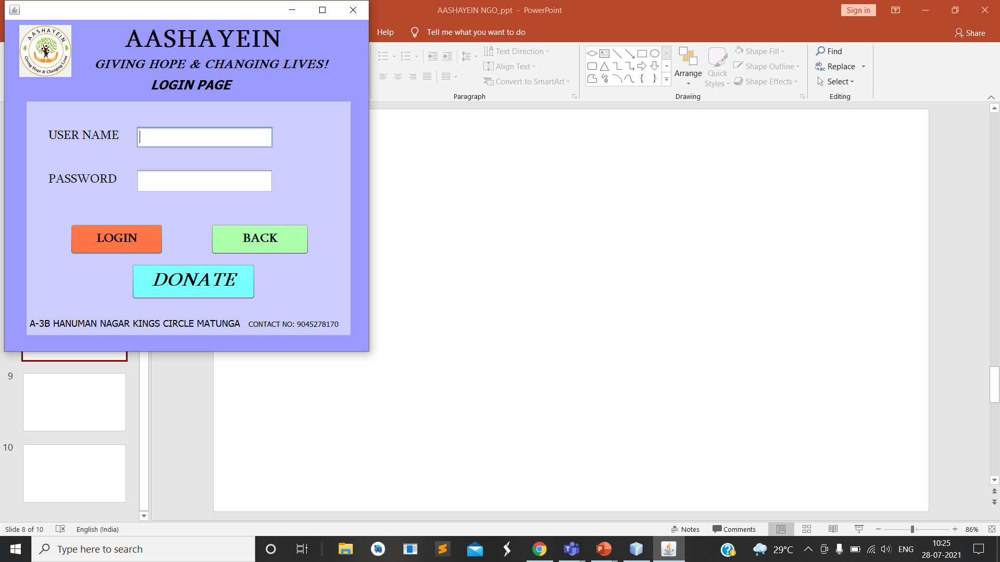 AASHAYEIN
Giving Hope & Changing Lives
AASHAYEIN
GIVING HOPE & CHANGING LIVES!
LOGIN PAGE
USER NAME
PASSWORD
LOGIN
BACK
DONATE
A-3B HANUMAN NAGAR KINGS CIRCLE MATUNGA CONTACT NO: 9045278170
AASHAYEIN NGO_ppt - PowerPoint
Sign in
Help
Tell me what you want to do
Share
Text Direction
Align Text
Convert to SmartArt
Paragraph
Arrange
Quick
Styles
Shape Fill
Shape Outline
Shape Effects
Drawing
Find
Replace
Select
Editing
9
10
Slide 8 of 10
English (India)
Notes
Comments
86%
Type here to search
29°C
ENG
10:25
28-07-2021